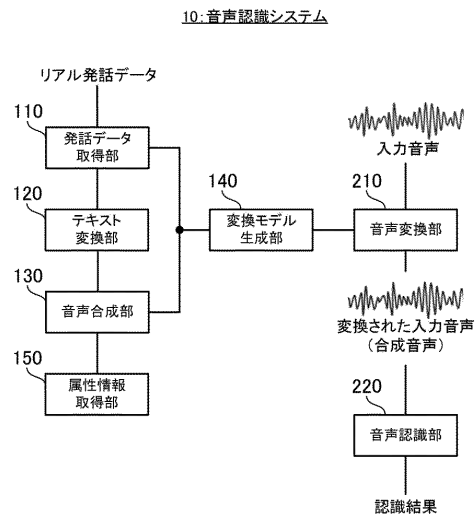 10:音声認識システム
リアル発話データ
110
発話データ
取得部
120
テキスト
変換部
130
音声合成部
150
属性情報
取得部
140
変換モデル
生成部
入力音声
210
音声変換部
変換された入力音声
(合成音声)
220
音声認識部
認識結果